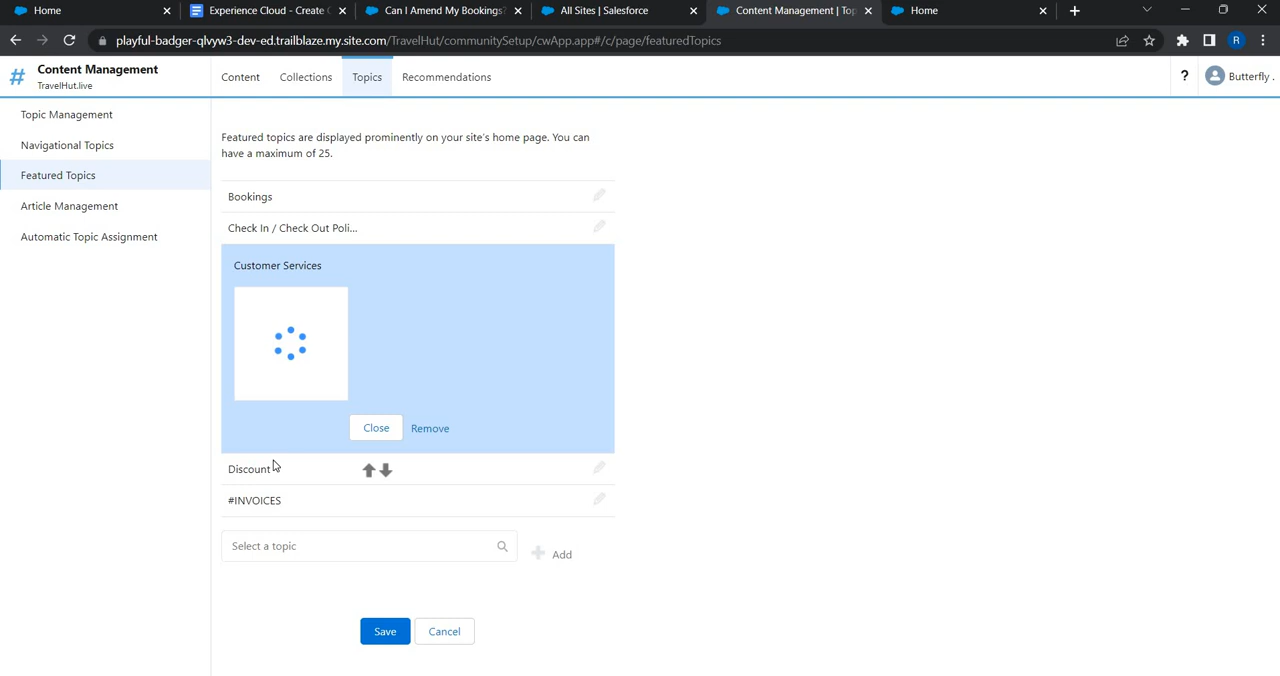 Home
Experience Cloud - Create
Can I Amend My Bookings?
All Sites | Salesforce
Content Management | Top
Home
playful-badger-qlvyw3-dev-ed.trailblaze.my.site.com/TravelHut/communitySetup/cwApp.app#/c/page/featuredTopics
R
# Content Management
TravelHut.live
Content
Collections
Topics
Recommendations
?
Butterfly .
Topic Management
Navigational Topics
Featured Topics
Article Management
Automatic Topic Assignment
Featured topics are displayed prominently on your site's home page. You can
have a maximum of 25.
Bookings
Check In / Check Out Poli...
Customer Services
Close Remove
Discount
#INVOICES
Select a topic
Add
Save Cancel